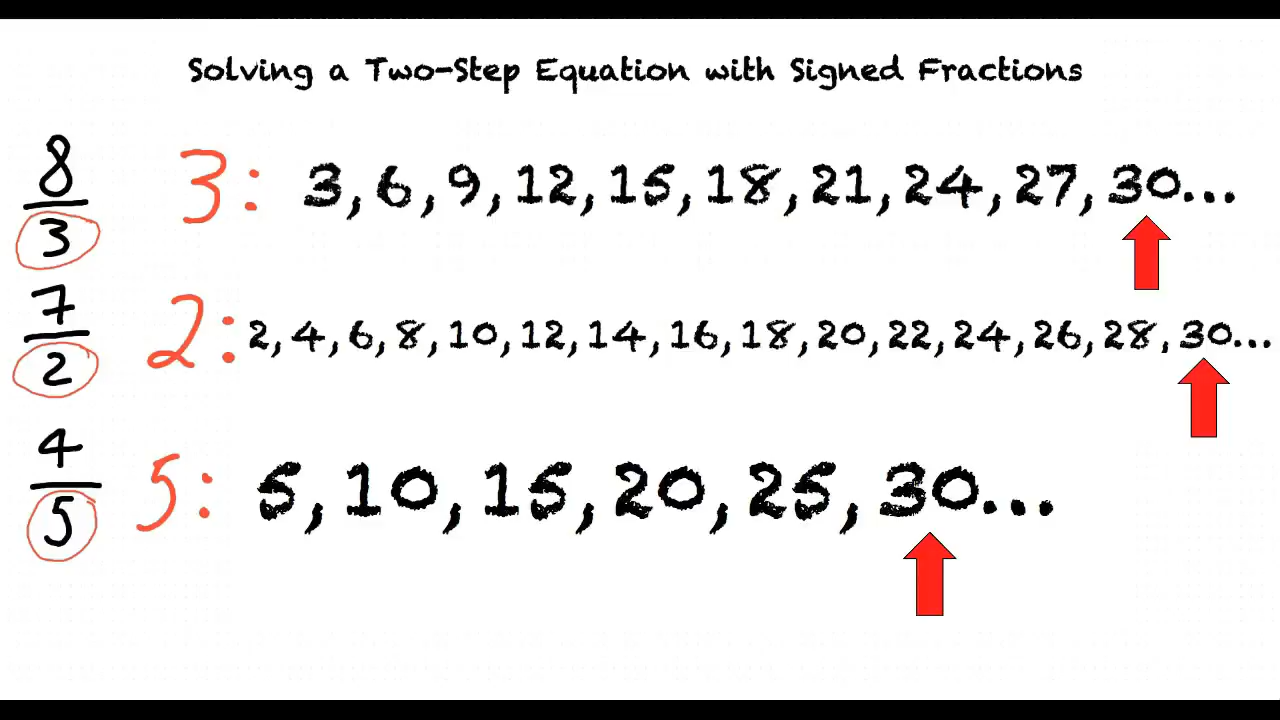 Solving a Two-Step Equation with Signed Fractions
8/3 3: 3, 6, 9, 12, 15, 18, 21, 24, 27, 30...
7/2 2: 2, 4, 6, 8, 10, 12, 14, 16, 18, 20, 22, 24, 26, 28, 30...
4/5 5: 5, 10, 15, 20, 25, 30...